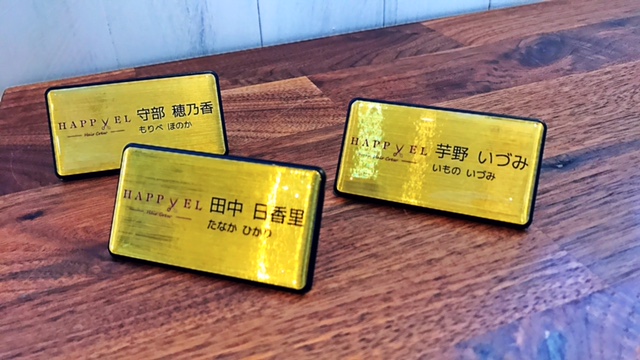 HAPPYEL
守部 穂乃香
もりべ ほのか
HAPPYEL
田中 日香里
たなか ひかり
HAPPYEL
芋野 いづみ
いもの いづみ